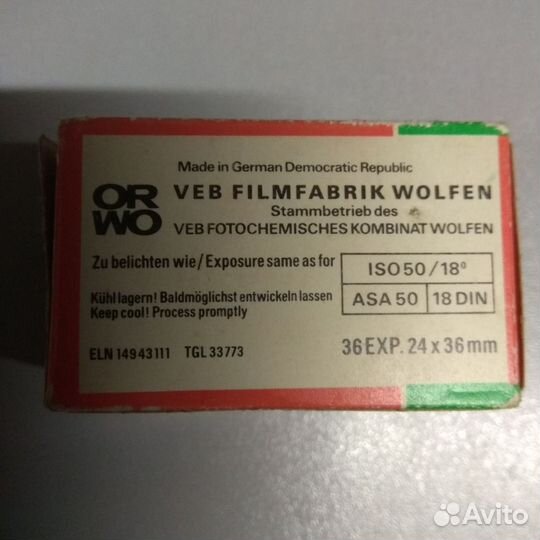 Made in German Democratic Republic
ORWO
VEB FILMFABRIK WOLFEN
Stammbetrieb des
VEB FOTOCHEMISCHES KOMBINAT WOLFEN
Zu belichten wie/Exposure same as for
ISO 50/18°
ASA 50 18 DIN
Kühl lagern! Baldmöglichst entwickeln lassen
Keep cool! Process promptly
ELN 14943111 TGL 33773
36 EXP. 24 x 36 mm
Avito